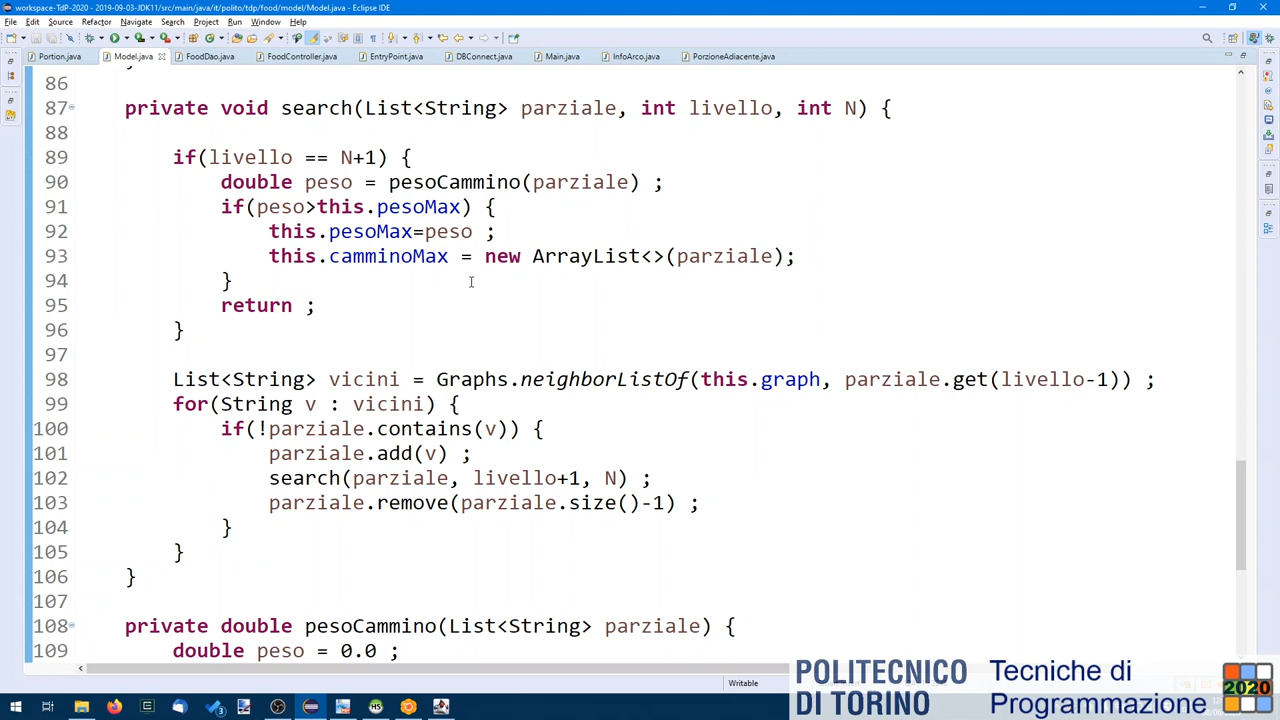 workspace-TdP-2020 - 2019-09-03-JDK11/src/main/java/it/polito/tdp/food/model/Model.java - Eclipse IDE
File Edit Source Refactor Navigate Search Project Run Window Help
Portion.java Model.java FoodDao.java FoodController.java EntryPoint.java DBConnect.java Main.java InfoArco.java PorzioneAdiacente.java
86
87 private void search(List<String> parziale, int livello, int N) {
88
89 if(livello == N+1) {
90 double peso = pesoCammino(parziale) ;
91 if(peso>this.pesoMax) {
92 this.pesoMax=peso ;
93 this.camminoMax = new ArrayList<>(parziale);
94 }
95 return ;
96 }
97
98 List<String> vicini = Graphs.neighborListOf(this.graph, parziale.get(livello-1)) ;
99 for(String v : vicini) {
100 if(!parziale.contains(v)) {
101 parziale.add(v) ;
102 search(parziale, livello+1, N) ;
103 parziale.remove(parziale.size()-1) ;
104 }
105 }
106 }
107
108 private double pesoCammino(List<String> parziale) {
109 double peso = 0.0 ;
Writable
POLITECNICO
DI TORINO
Tecniche di
Programmazione
2020